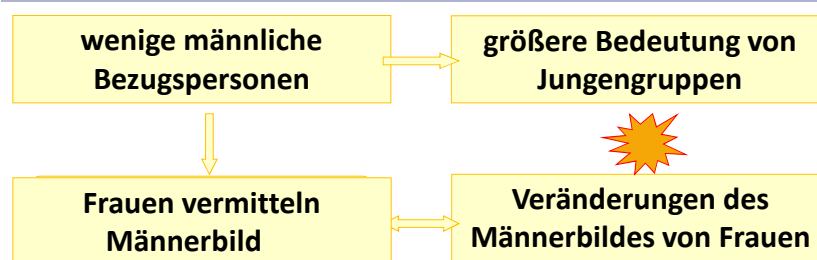 wenige männliche
Bezugspersonen
größere Bedeutung von
Jungengruppen
Frauen vermitteln
Männerbild
Veränderungen des
Männerbildes von Frauen